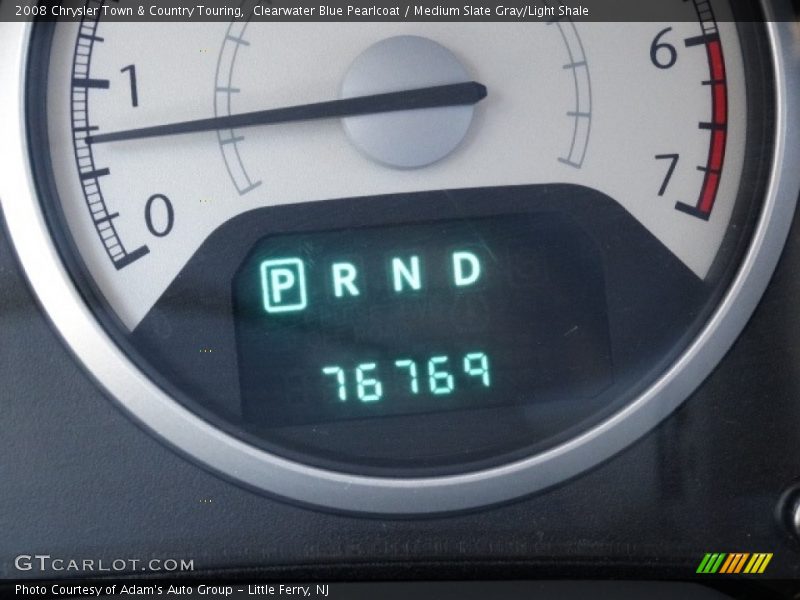 2008 Chrysler Town & Country Touring,  Clearwater Blue Pearlcoat / Medium Slate Gray/Light Shale
6
1
7
0
P R N D
76769
GTCARLOT.COM
Photo Courtesy of Adam's Auto Group – Little Ferry, NJ